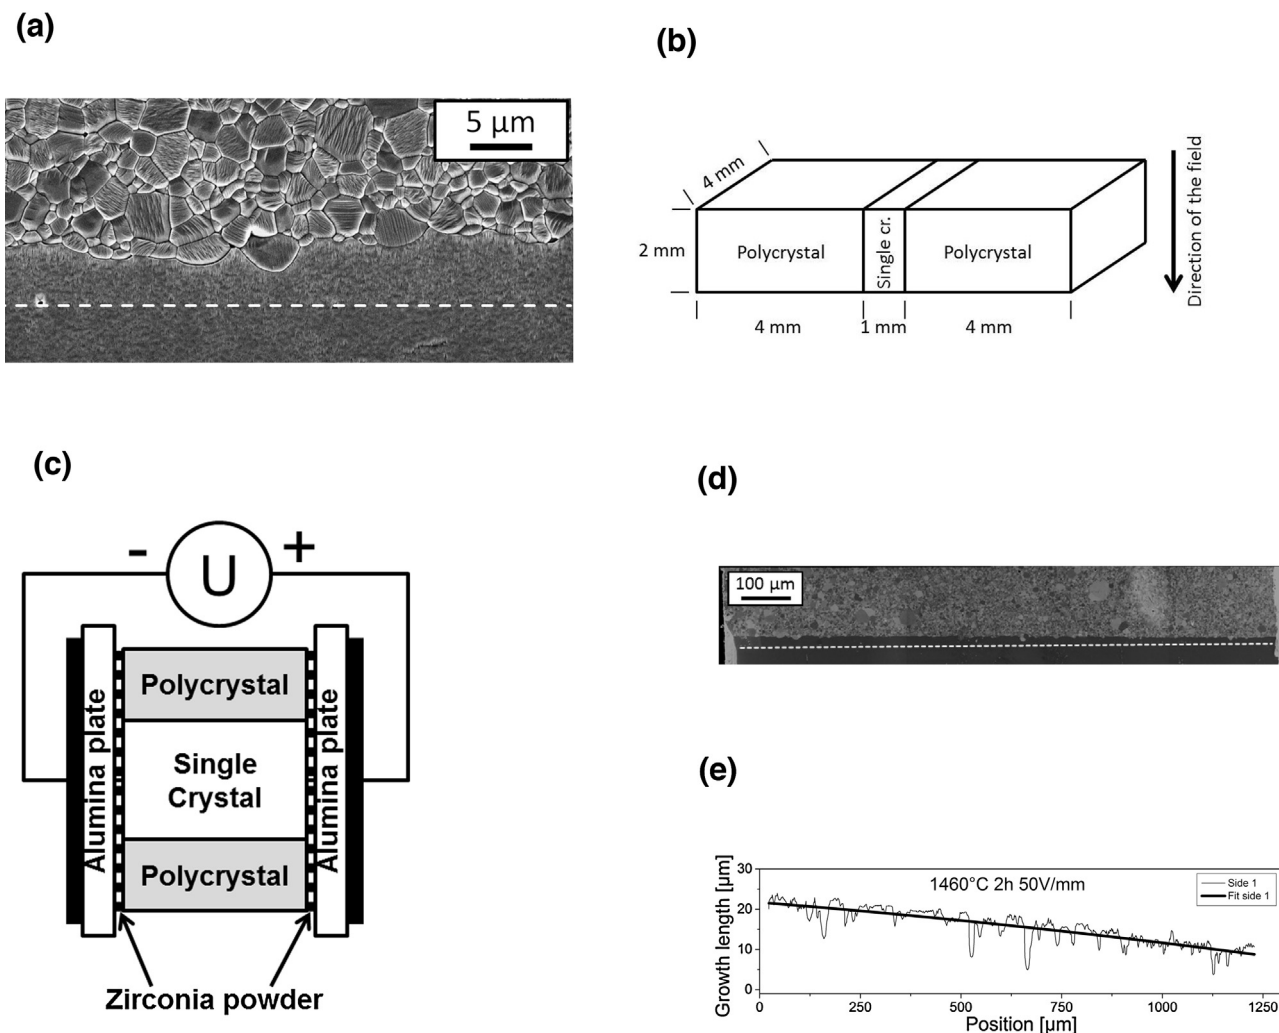 (a)
5 μm
(b)
4 mm
2 mm
Polycrystal
Single cr.
Polycrystal
Direction of the field
4 mm
1 mm
4 mm
(c)
- U +
Alumina plate
Polycrystal
Single
Crystal
Polycrystal
Alumina plate
Zirconia powder
(d)
100 μm
(e)
Growth length [μm]
30
20
10
0
1460°C 2h 50V/mm
Side 1
Fit side 1
0 250 500 750 1000 1250
Position [μm]